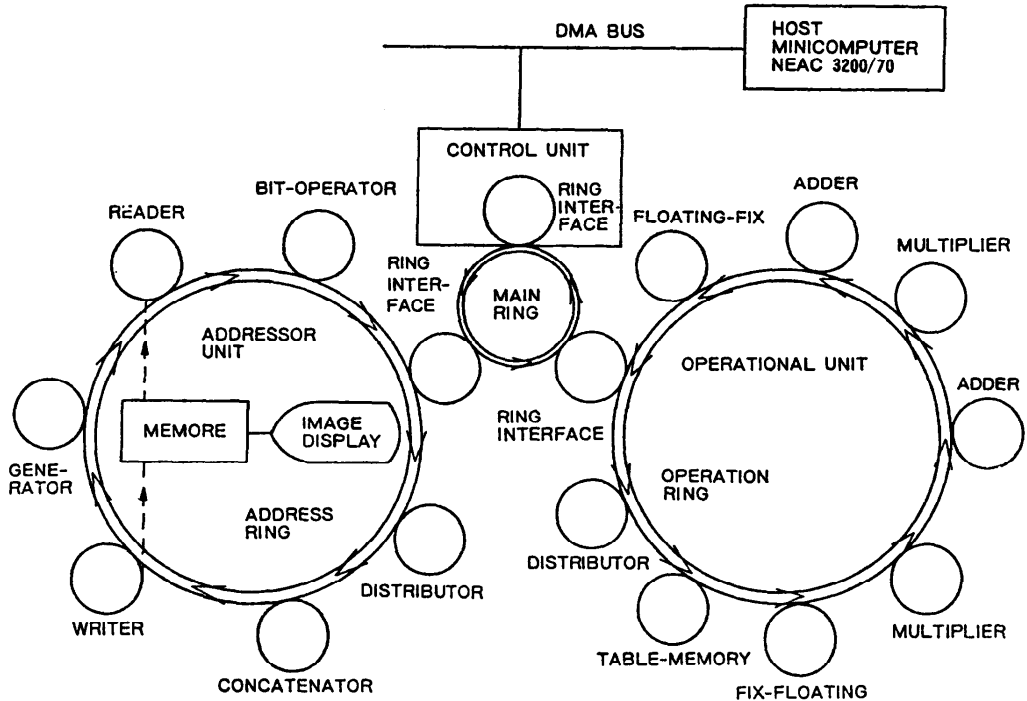 DMA BUS
HOST
MINICOMPUTER
NEAC 3200/70
CONTROL UNIT
RING
INTER-
FACE
BIT-OPERATOR
READER
RING
INTER-
FACE
MAIN
RING
FLOATING-FIX
ADDER
MULTIPLIER
ADDRESSOR
UNIT
OPERATIONAL UNIT
ADDER
MEMORE
IMAGE
DISPLAY
RING
INTERFACE
GENE-
RATOR
OPERATION
RING
ADDRESS
RING
DISTRIBUTOR
DISTRIBUTOR
WRITER
MULTIPLIER
TABLE-MEMORY
CONCATENATOR
FIX-FLOATING